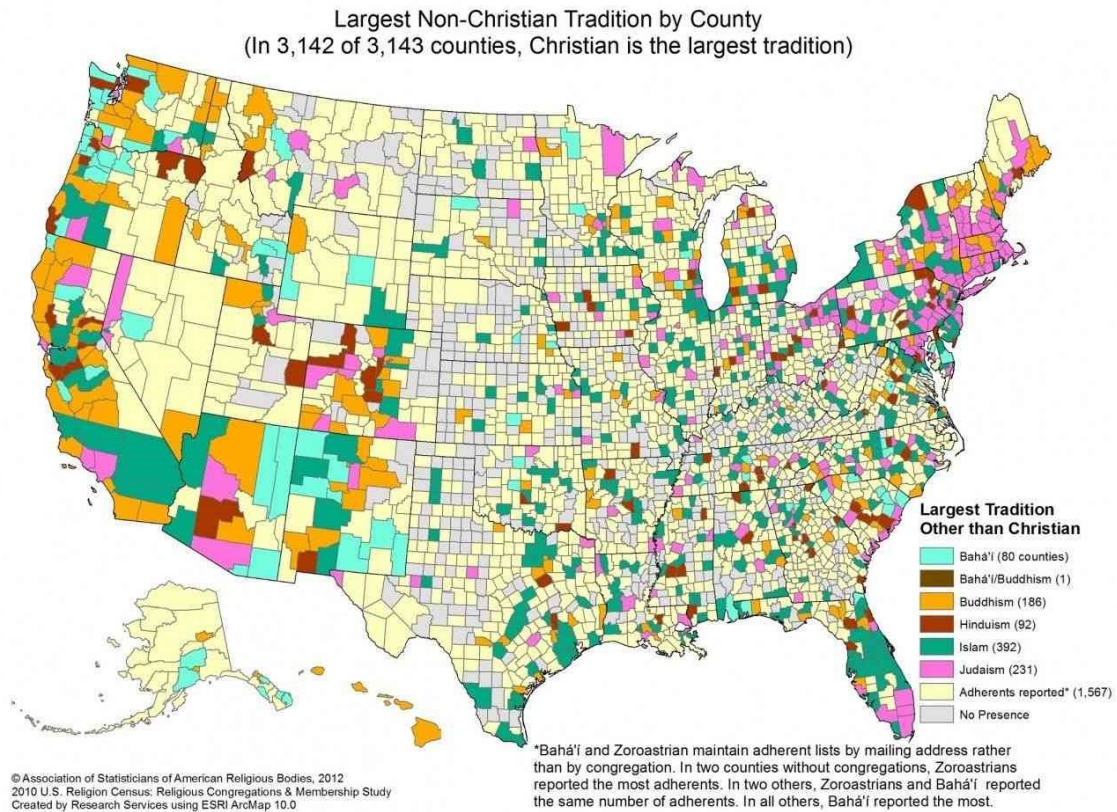 Largest Non-Christian Tradition by County
(In 3,142 of 3,143 counties, Christian is the largest tradition)
Largest Tradition
Other than Christian
Bahá'í (80 counties)
Bahá'í/Buddhism (1)
Buddhism (186)
Hinduism (92)
Islam (392)
Judaism (231)
Adherents reported* (1,567)
No Presence
*Bahá'í and Zoroastrian maintain adherent lists by mailing address rather
than by congregation. In two counties without congregations, Zoroastrians
reported the most adherents. In two others, Zoroastrians and Bahá'í reported
the same number of adherents. In all others, Bahá'í reported the most.
© Association of Statisticians of American Religious Bodies, 2012
2010 U.S. Religion Census: Religious Congregations & Membership Study
Created by Research Services using ESRI ArcMap 10.0